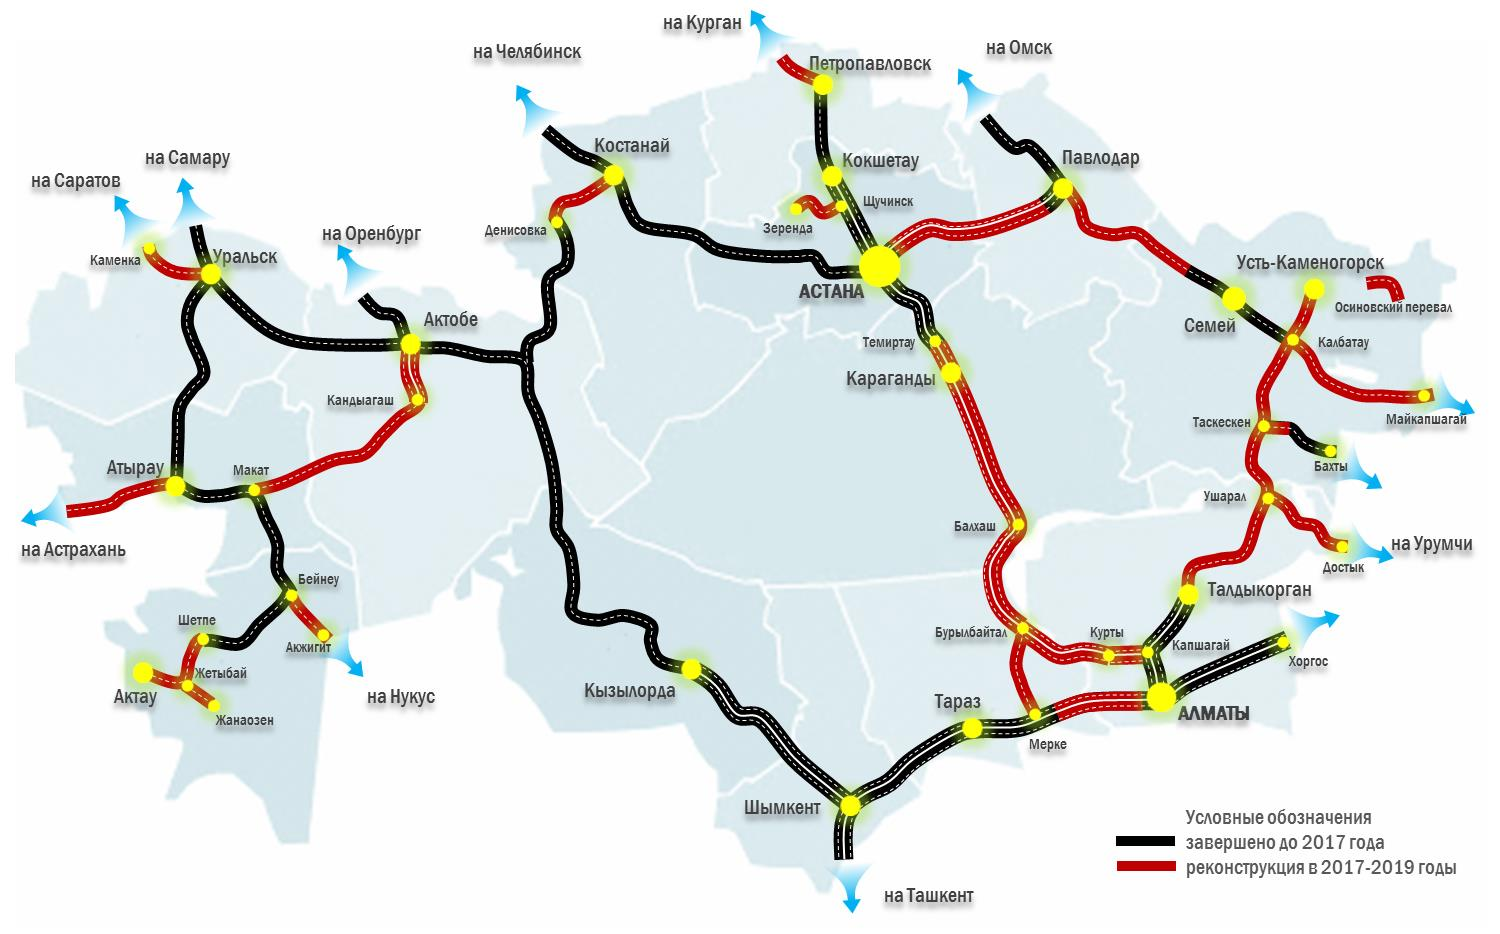 на Курган
на Челябинск
на Омск
Петропавловск
Костанай
на Самару
Кокшетау
Павлодар
на Саратов
Щучинск
Денисовка
Зеренда
на Оренбург
Каменка
Уральск
Усть-Каменогорск
АСТАНА
Осиновский перевал
Актобе
Семей
Темиртау
Калбатау
Караганды
Кандыагаш
Майкапшагай
Таскескен
Атырау
Макат
Бахты
Ушарал
Балхаш
на Астрахань
на Урумчи
Достык
Бейнеу
Талдыкорган
Шетпе
Бурылбайтал
Курты
Акжигит
Капшагай
Хоргос
Жетыбай
Актау
на Нукус
Кызылорда
Тараз
Жанаозен
АЛМАТЫ
Мерке
Шымкент
Условные обозначения
завершено до 2017 года
реконструкция в 2017-2019 годы
на Ташкент